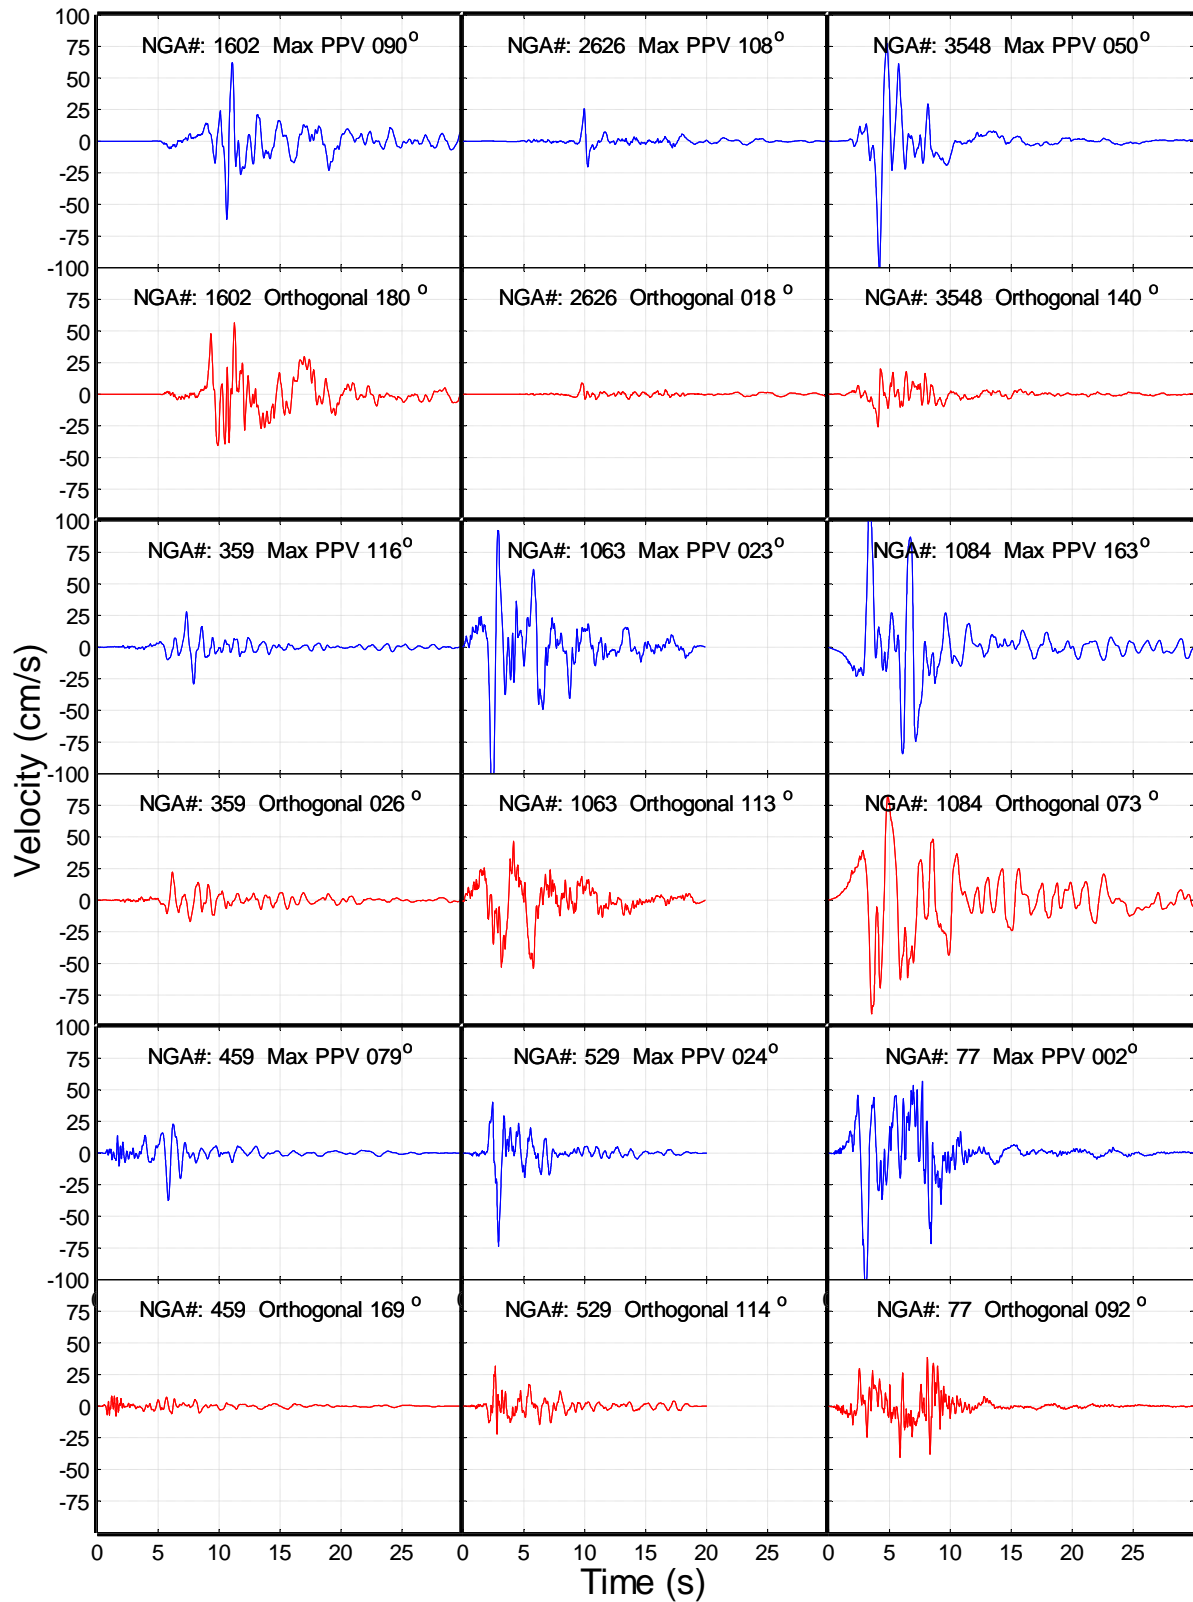 100
75
50
25
0
-25
-50
-75
-100
NGA#: 1602 Max PPV 090°
NGA#: 2626 Max PPV 108°
NGA#: 3548 Max PPV 050°
75
50
25
0
-25
-50
-75
NGA#: 1602 Orthogonal 180 °
NGA#: 2626 Orthogonal 018 °
NGA#: 3548 Orthogonal 140 °
100
75
50
25
0
-25
-50
-75
-100
NGA#: 359 Max PPV 116°
NGA#: 1063 Max PPV 023°
NGA#: 1084 Max PPV 163°
Velocity (cm/s)
75
50
25
0
-25
-50
-75
NGA#: 359 Orthogonal 026 °
NGA#: 1063 Orthogonal 113 °
NGA#: 1084 Orthogonal 073 °
100
75
50
25
0
-25
-50
-75
-100
NGA#: 459 Max PPV 079°
NGA#: 529 Max PPV 024°
NGA#: 77 Max PPV 002°
75
50
25
0
-25
-50
-75
NGA#: 459 Orthogonal 169 °
NGA#: 529 Orthogonal 114 °
NGA#: 77 Orthogonal 092 °
0 5 10 15 20 25 0 5 10 15 20 25 0 5 10 15 20 25
Time (s)